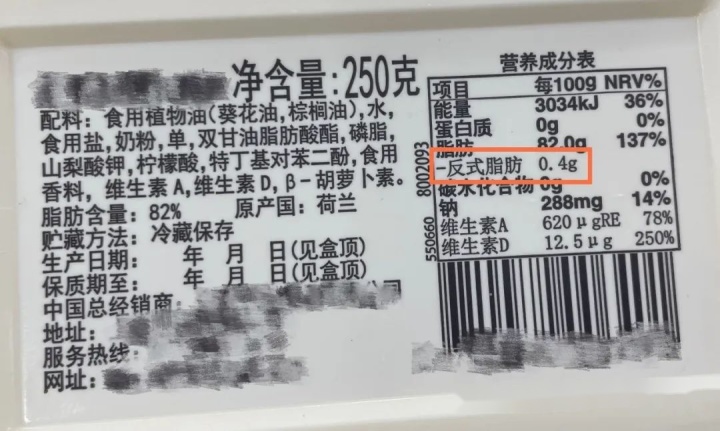 净含量:250克
配料: 食用植物油(葵花油,棕榈油),水,
食用盐,奶粉,单,双甘油脂肪酸酯,磷脂,
山梨酸钾,柠檬酸,特丁基对苯二酚,食用
香料, 维生素A,维生素D,β-胡萝卜素。
脂肪含量: 82% 原产国: 荷兰
贮藏方法: 冷藏保存
生产日期: 年 月 日(见盒顶)
保质期至: 年 月 日(见盒顶)
中国总经销商
地址:
服务热线:
网址:
营养成分表
项目 每100g NRV%
能量 3034kJ 36%
蛋白质 0g 0%
脂肪 82.0g 137%
-反式脂肪 0.4g
碳水化合物 0g 0%
钠 288mg 14%
维生素A 620μgRE 78%
维生素D 12.5μg 250%
550660 8002093